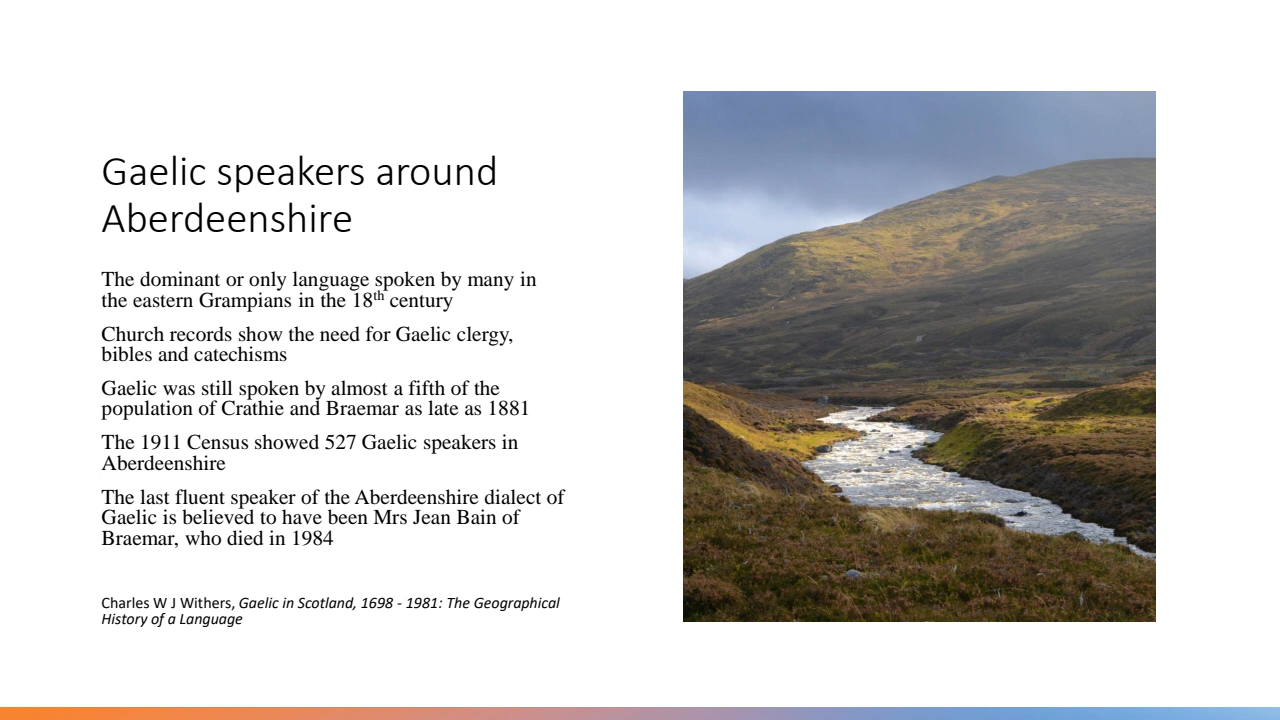 Gaelic speakers around
Aberdeenshire
The dominant or only language spoken by many in
the eastern Grampians in the 18th century
Church records show the need for Gaelic clergy,
bibles and catechisms
Gaelic was still spoken by almost a fifth of the
population of Crathie and Braemar as late as 1881
The 1911 Census showed 527 Gaelic speakers in
Aberdeenshire
The last fluent speaker of the Aberdeenshire dialect of
Gaelic is believed to have been Mrs Jean Bain of
Braemar, who died in 1984
Charles W J Withers, Gaelic in Scotland, 1698 - 1981: The Geographical
History of a Language